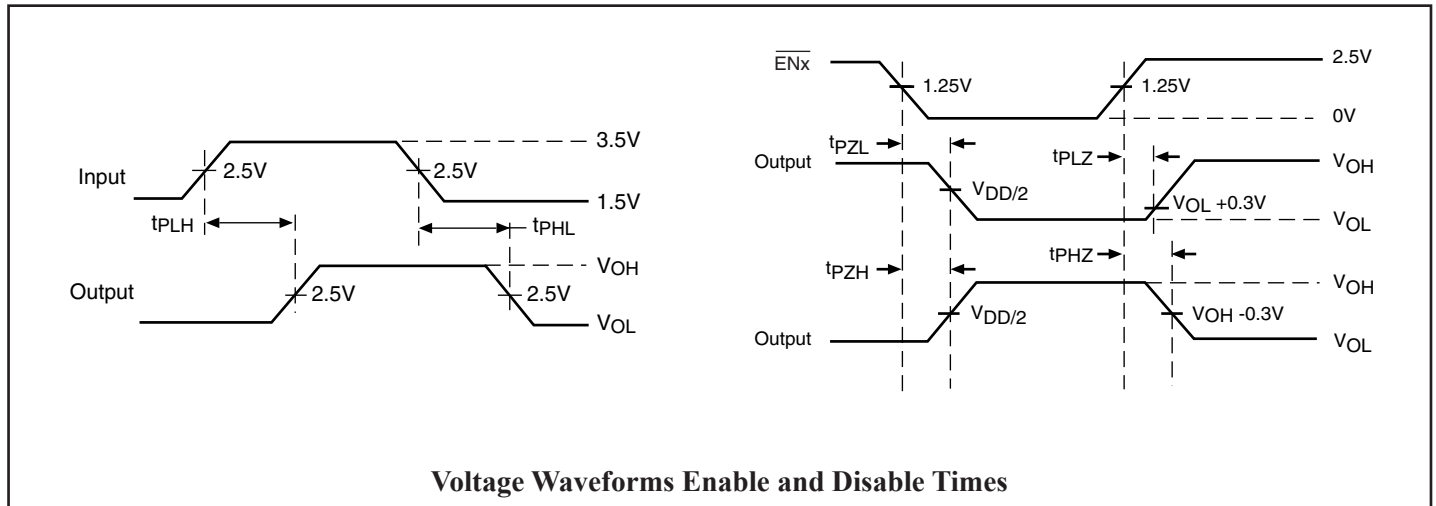 3.5V
Input
2.5V
2.5V
1.5V
tPLH
tPHL
VOH
Output
2.5V
2.5V
VOL
ENx
2.5V
1.25V
1.25V
0V
tPZL
tPLZ
Output
VOH
VDD/2
VOL +0.3V
VOL
tPZH
tPHZ
VOH
VDD/2
VOH -0.3V
Output
VOL
Voltage Waveforms Enable and Disable Times